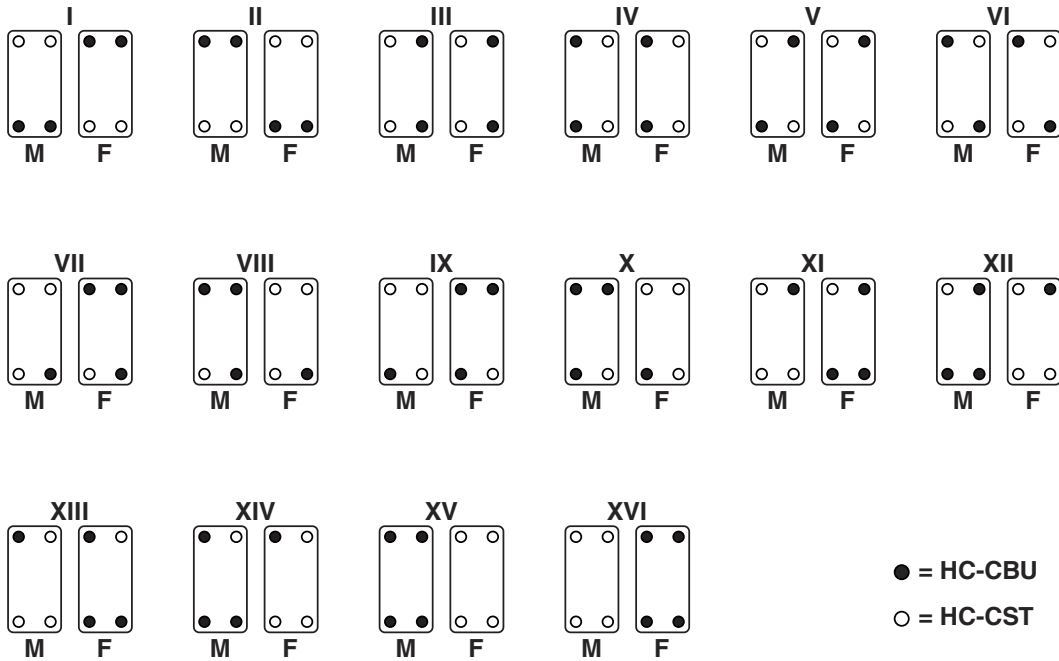 I II III IV V VI
M F M F M F M F M F M F
VII VIII IX X XI XII
M F M F M F M F M F M F
XIII XIV XV XVI
= HC-CBU
= HC-CST
M F M F M F M F